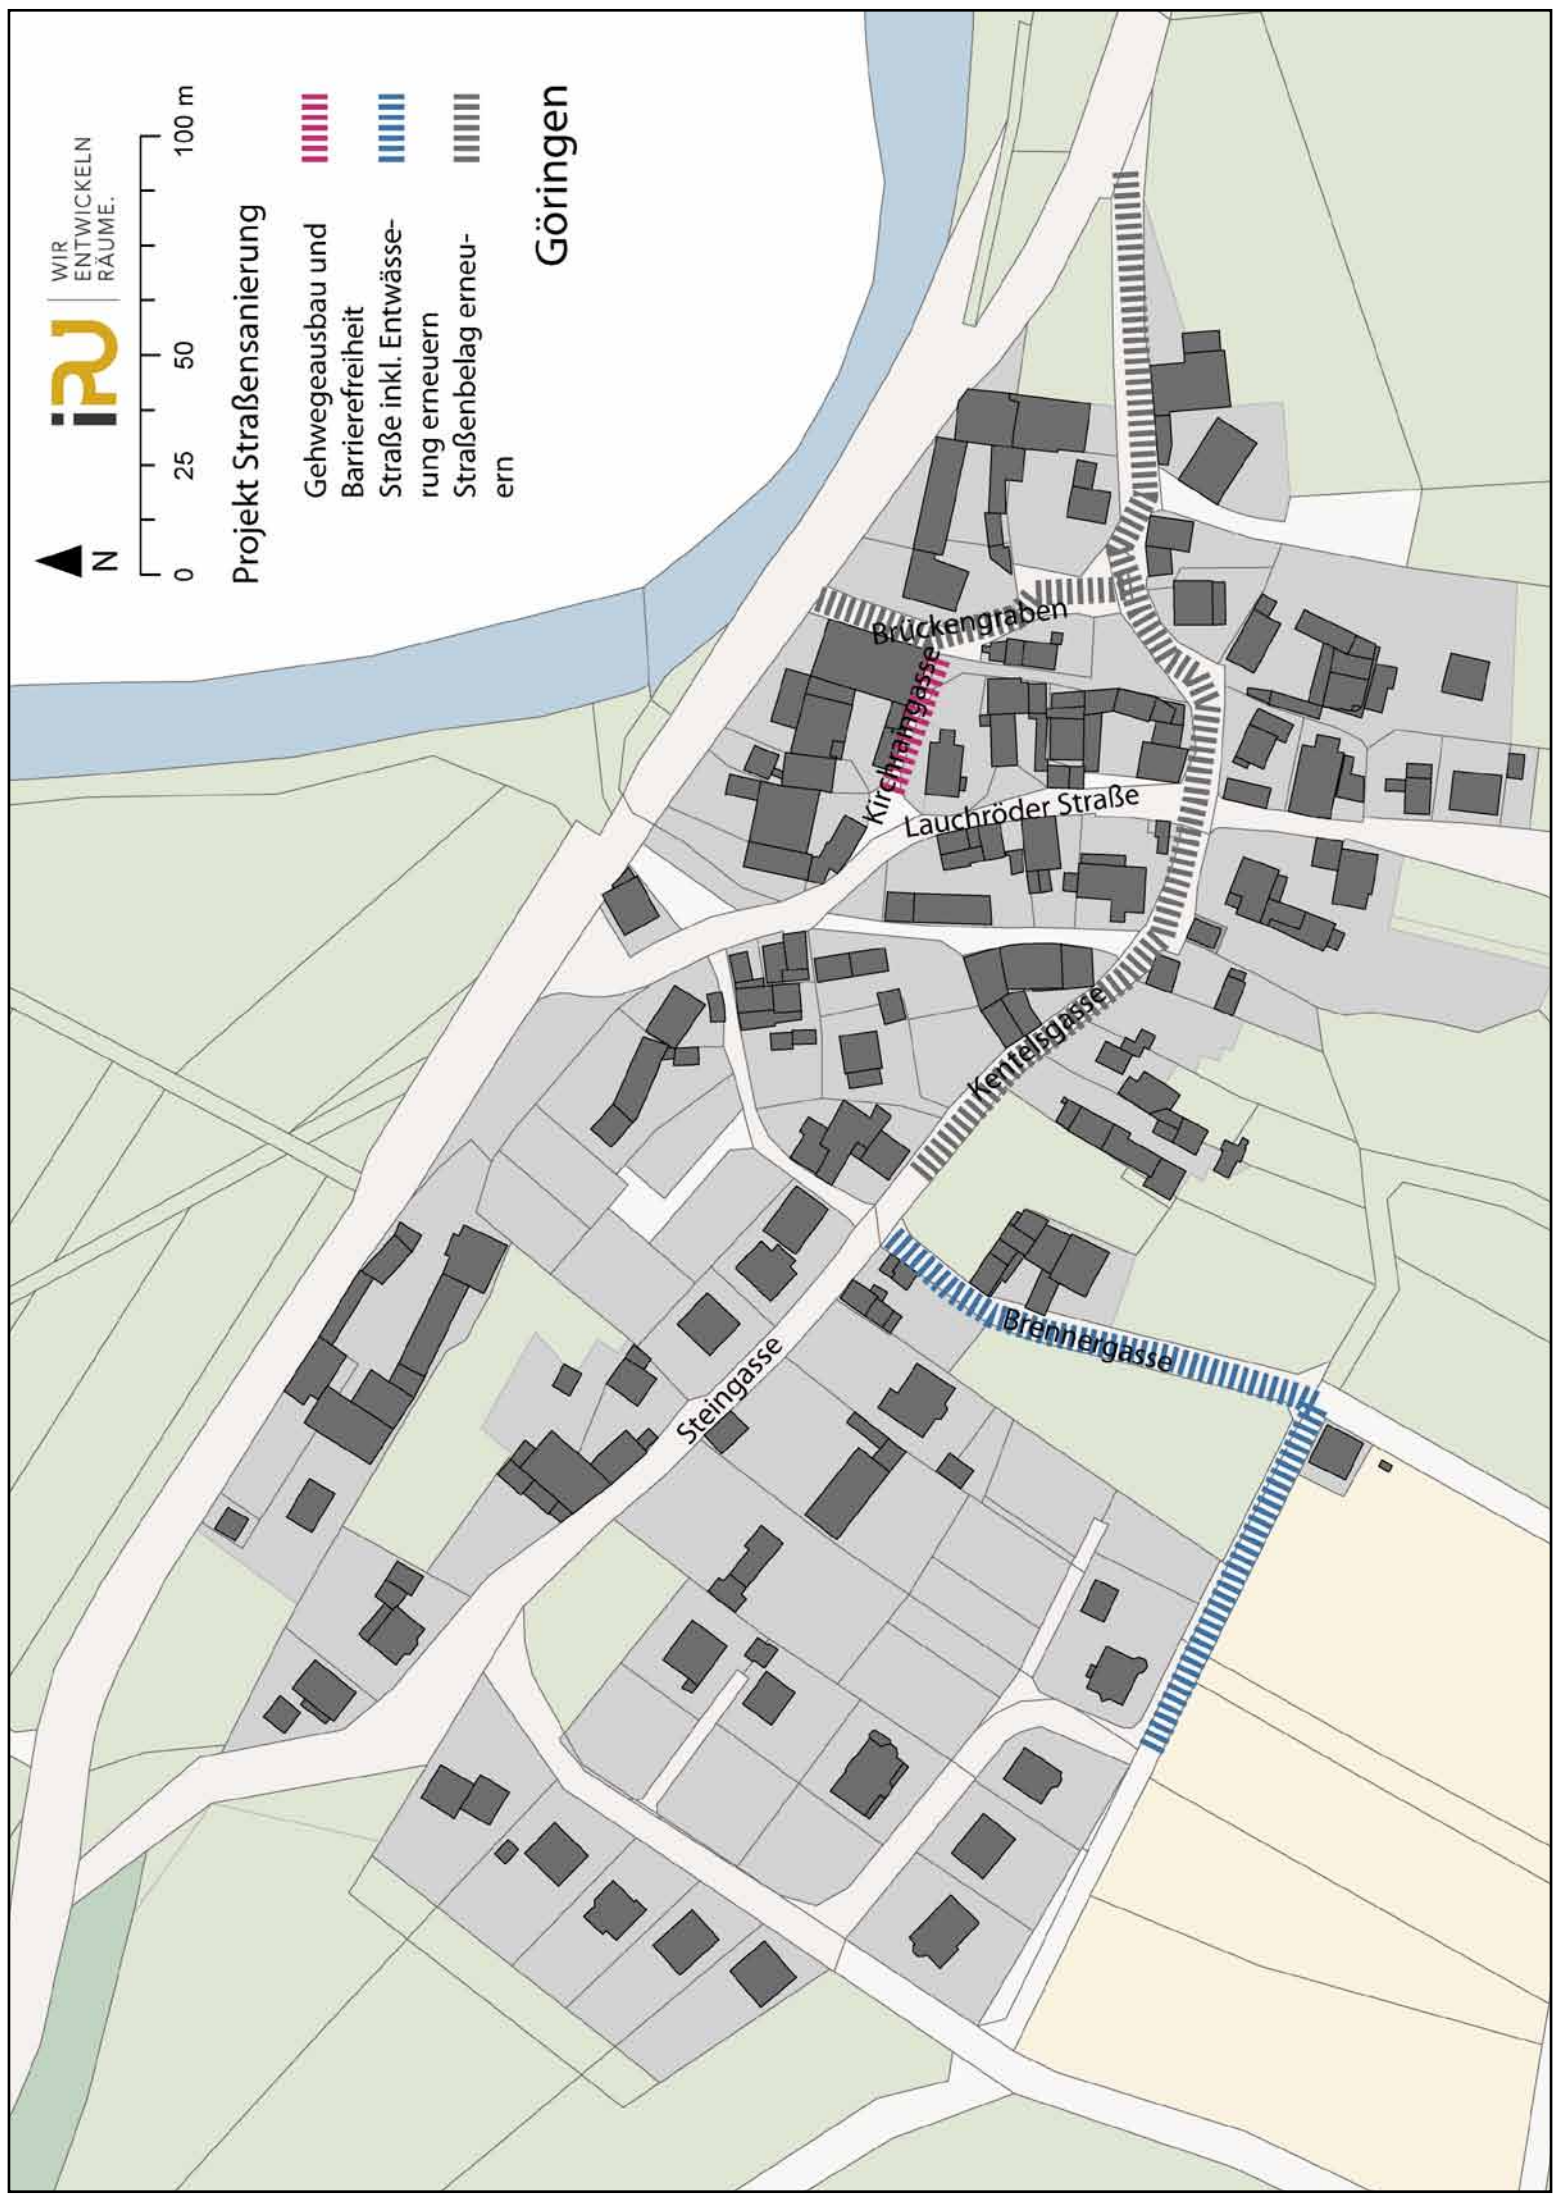 iRU
WIR
ENTWICKELN
RÄUME.
N
0 25 50 100 m
Projekt Straßensanierung
Gehwegeausbau und
Barrierefreiheit
Straße inkl. Entwässe-
rung erneuern
Straßenbelag erneu-
ern
Göringen
Brückengraben
Kirchraingasse
Lauchröder Straße
Kentelsgasse
Brennergasse
Steingasse